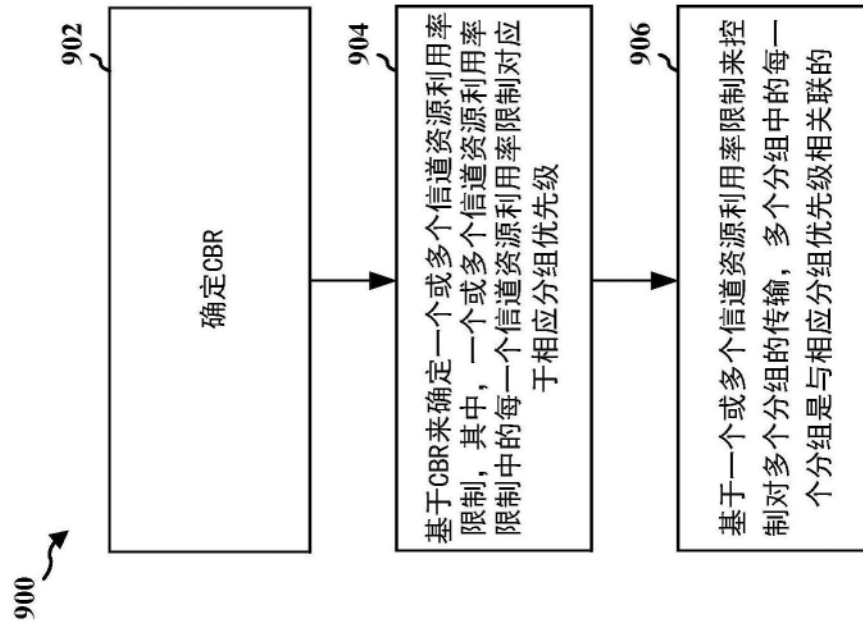 900
902
确定CBR
904
基于CBR来确定一个或多个信道资源利用率
限制，其中，一个或多个信道资源利用率
限制中的每一个信道资源利用率限制对应
于相应分组优先级
906
基于一个或多个信道资源利用率限制来控
制对多个分组的传输，多个分组中的每一
个分组是与相应分组优先级相关联的